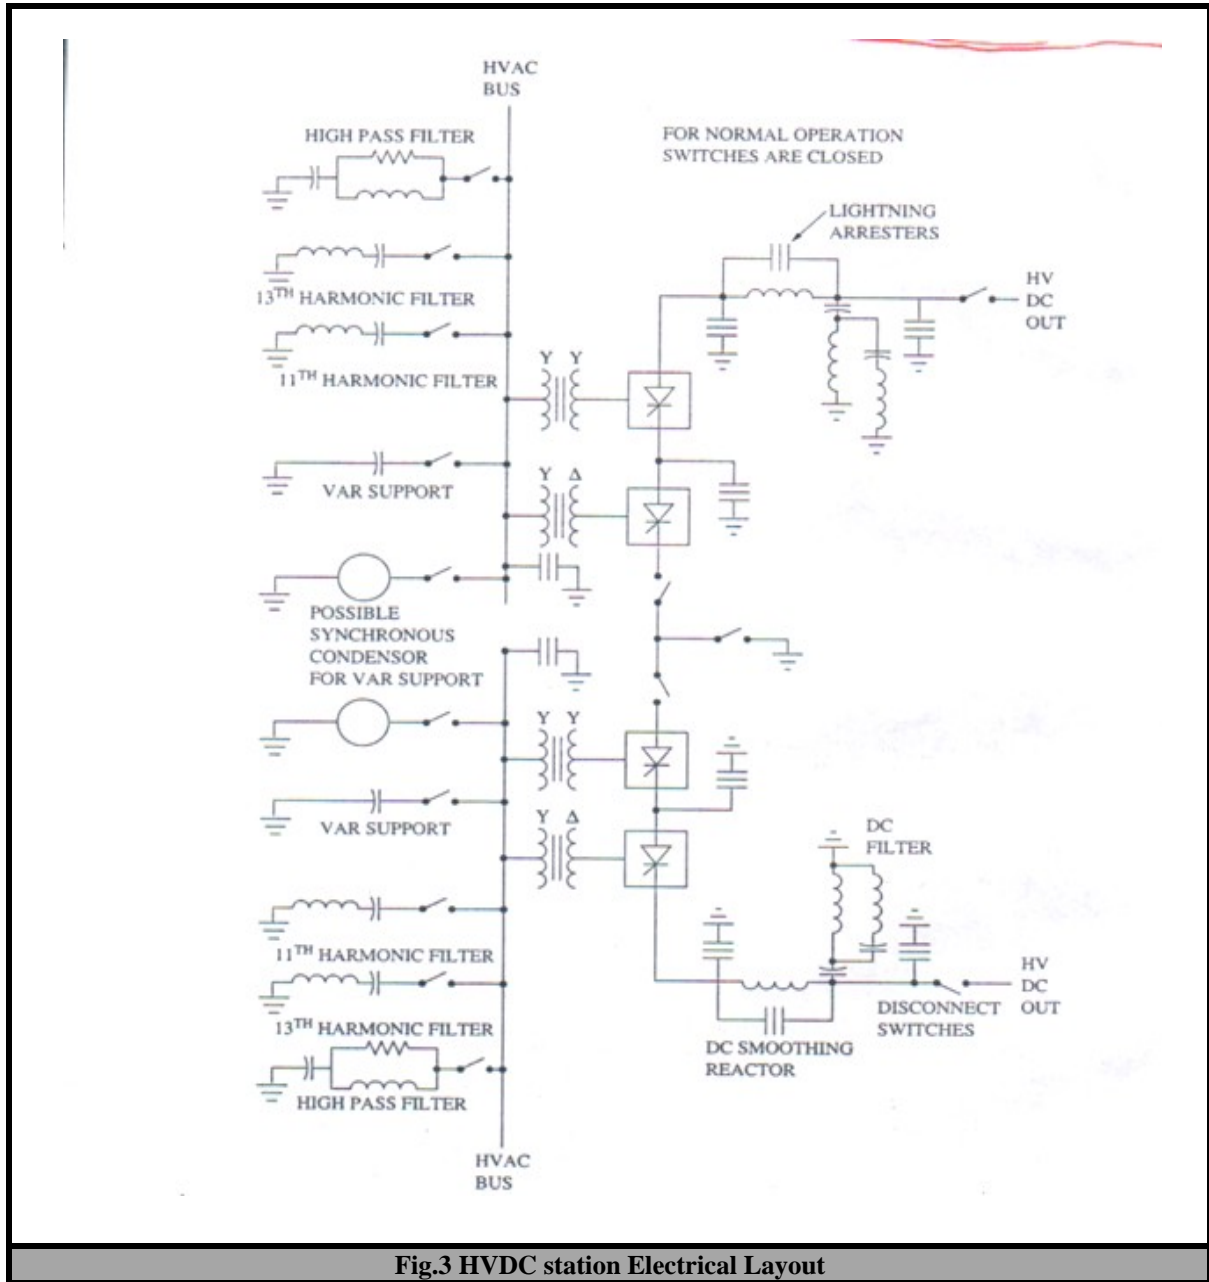 HVAC
BUS
HIGH PASS FILTER
FOR NORMAL OPERATION
SWITCHES ARE CLOSED
LIGHTNING
ARRESTERS
13TH HARMONIC FILTER
HV
DC
OUT
11TH HARMONIC FILTER
Y Y
VAR SUPPORT
Y Δ
POSSIBLE
SYNCHRONOUS
CONDENSOR
FOR VAR SUPPORT
Y Y
VAR SUPPORT
Y Δ
DC
FILTER
11TH HARMONIC FILTER
HV
DC
OUT
DISCONNECT
SWITCHES
13TH HARMONIC FILTER
DC SMOOTHING
REACTOR
HIGH PASS FILTER
HVAC
BUS
Fig.3 HVDC station Electrical Layout